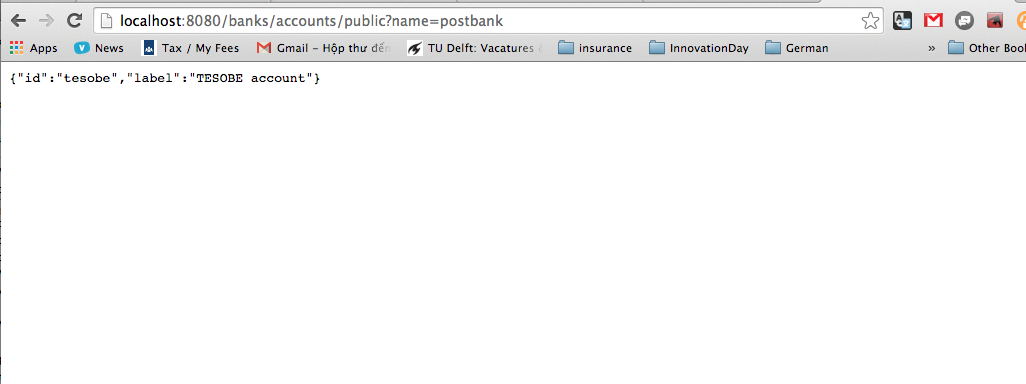 localhost:8080/banks/accounts/public?name=postbank
Apps News Tax / My Fees Gmail – Hộp thư đến TU Delft: Vacatures insurance InnovationDay German » Other Book
{"id":"tesobe","label":"TESOBE account"}